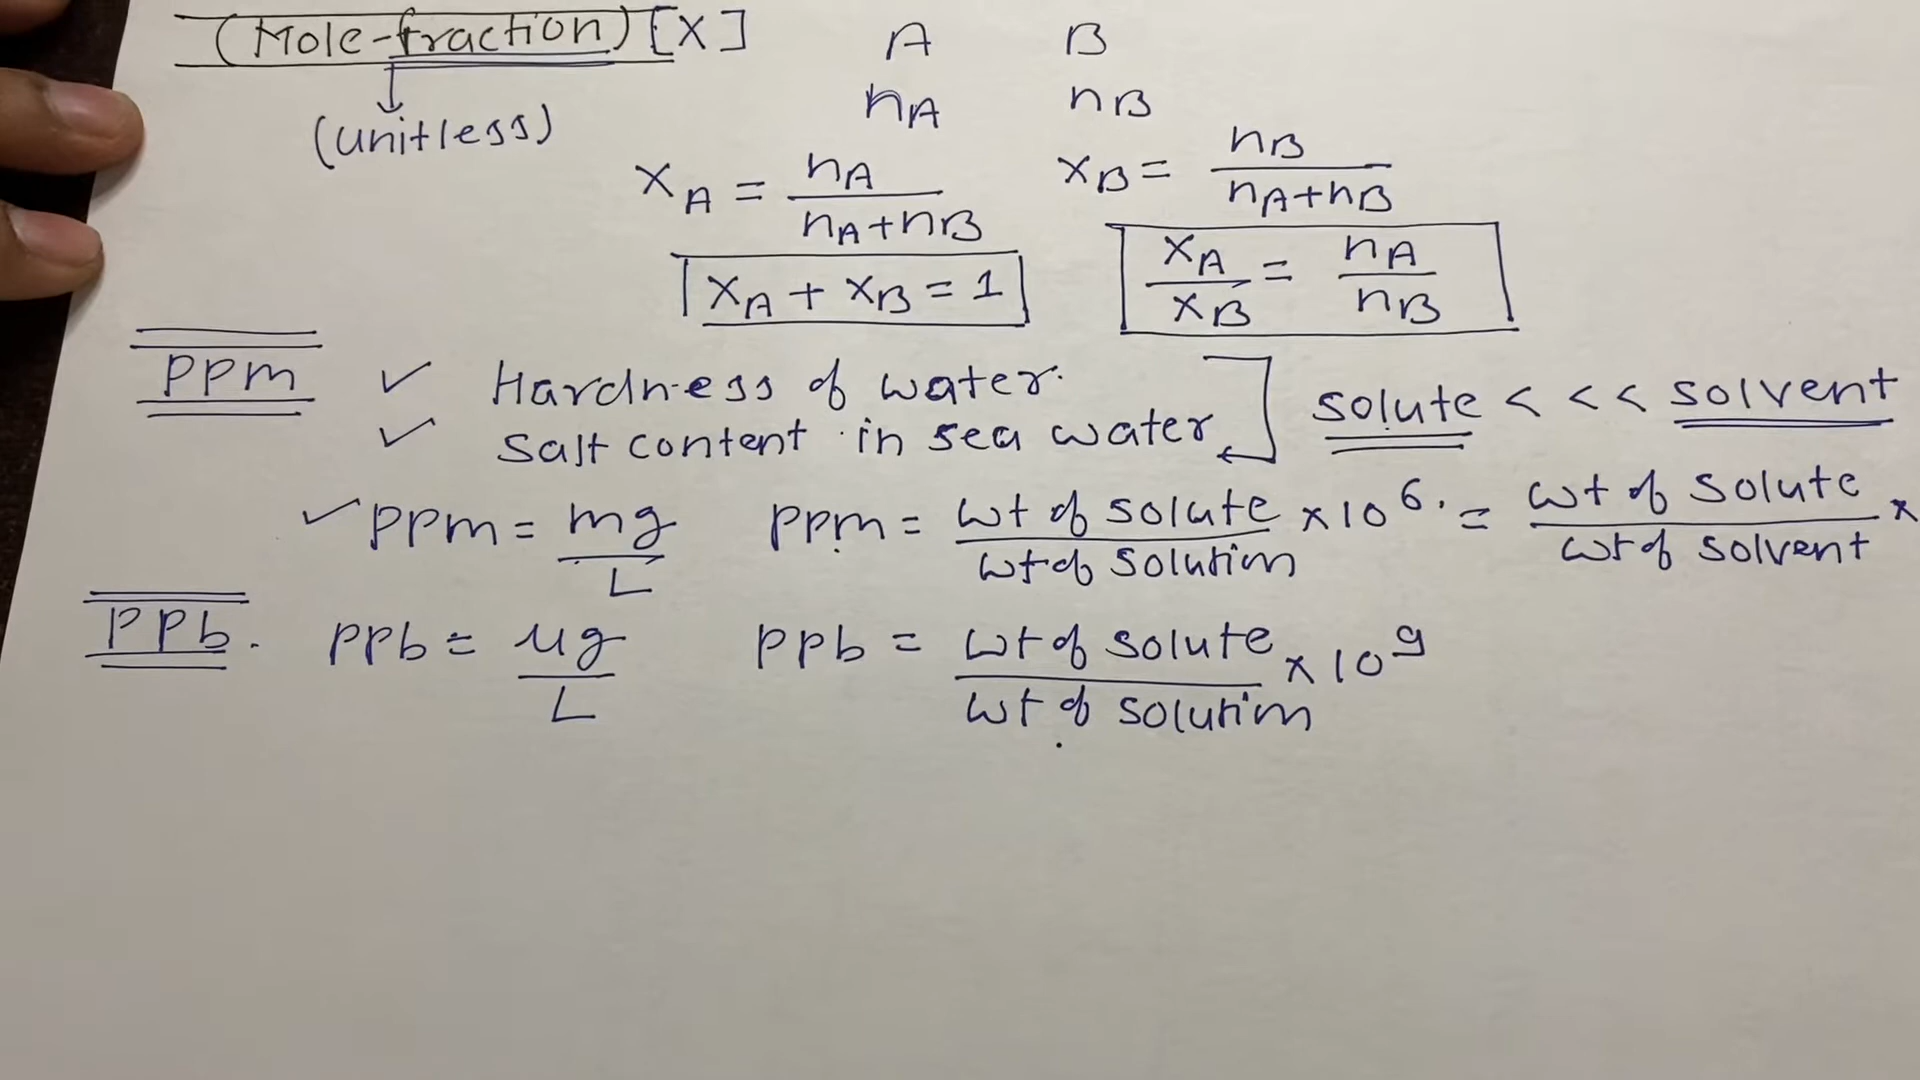 (Mole-fraction) [X] A B
(unitless) nA nB
xA = nA/(nA+nB) xB = nB/(nA+nB)
xA + xB = 1 xA/xB = nA/nB
PPm ✓ Hardness of water.
✓ Salt content in sea water solute < < < solvent
✓ PPm = mg/L PPm = wt of solute/wt of solution ×10⁶ = wt of solute/wt of solvent ×
PPb. PPb = μg/L PPb = wt of solute/wt of solution ×10⁹